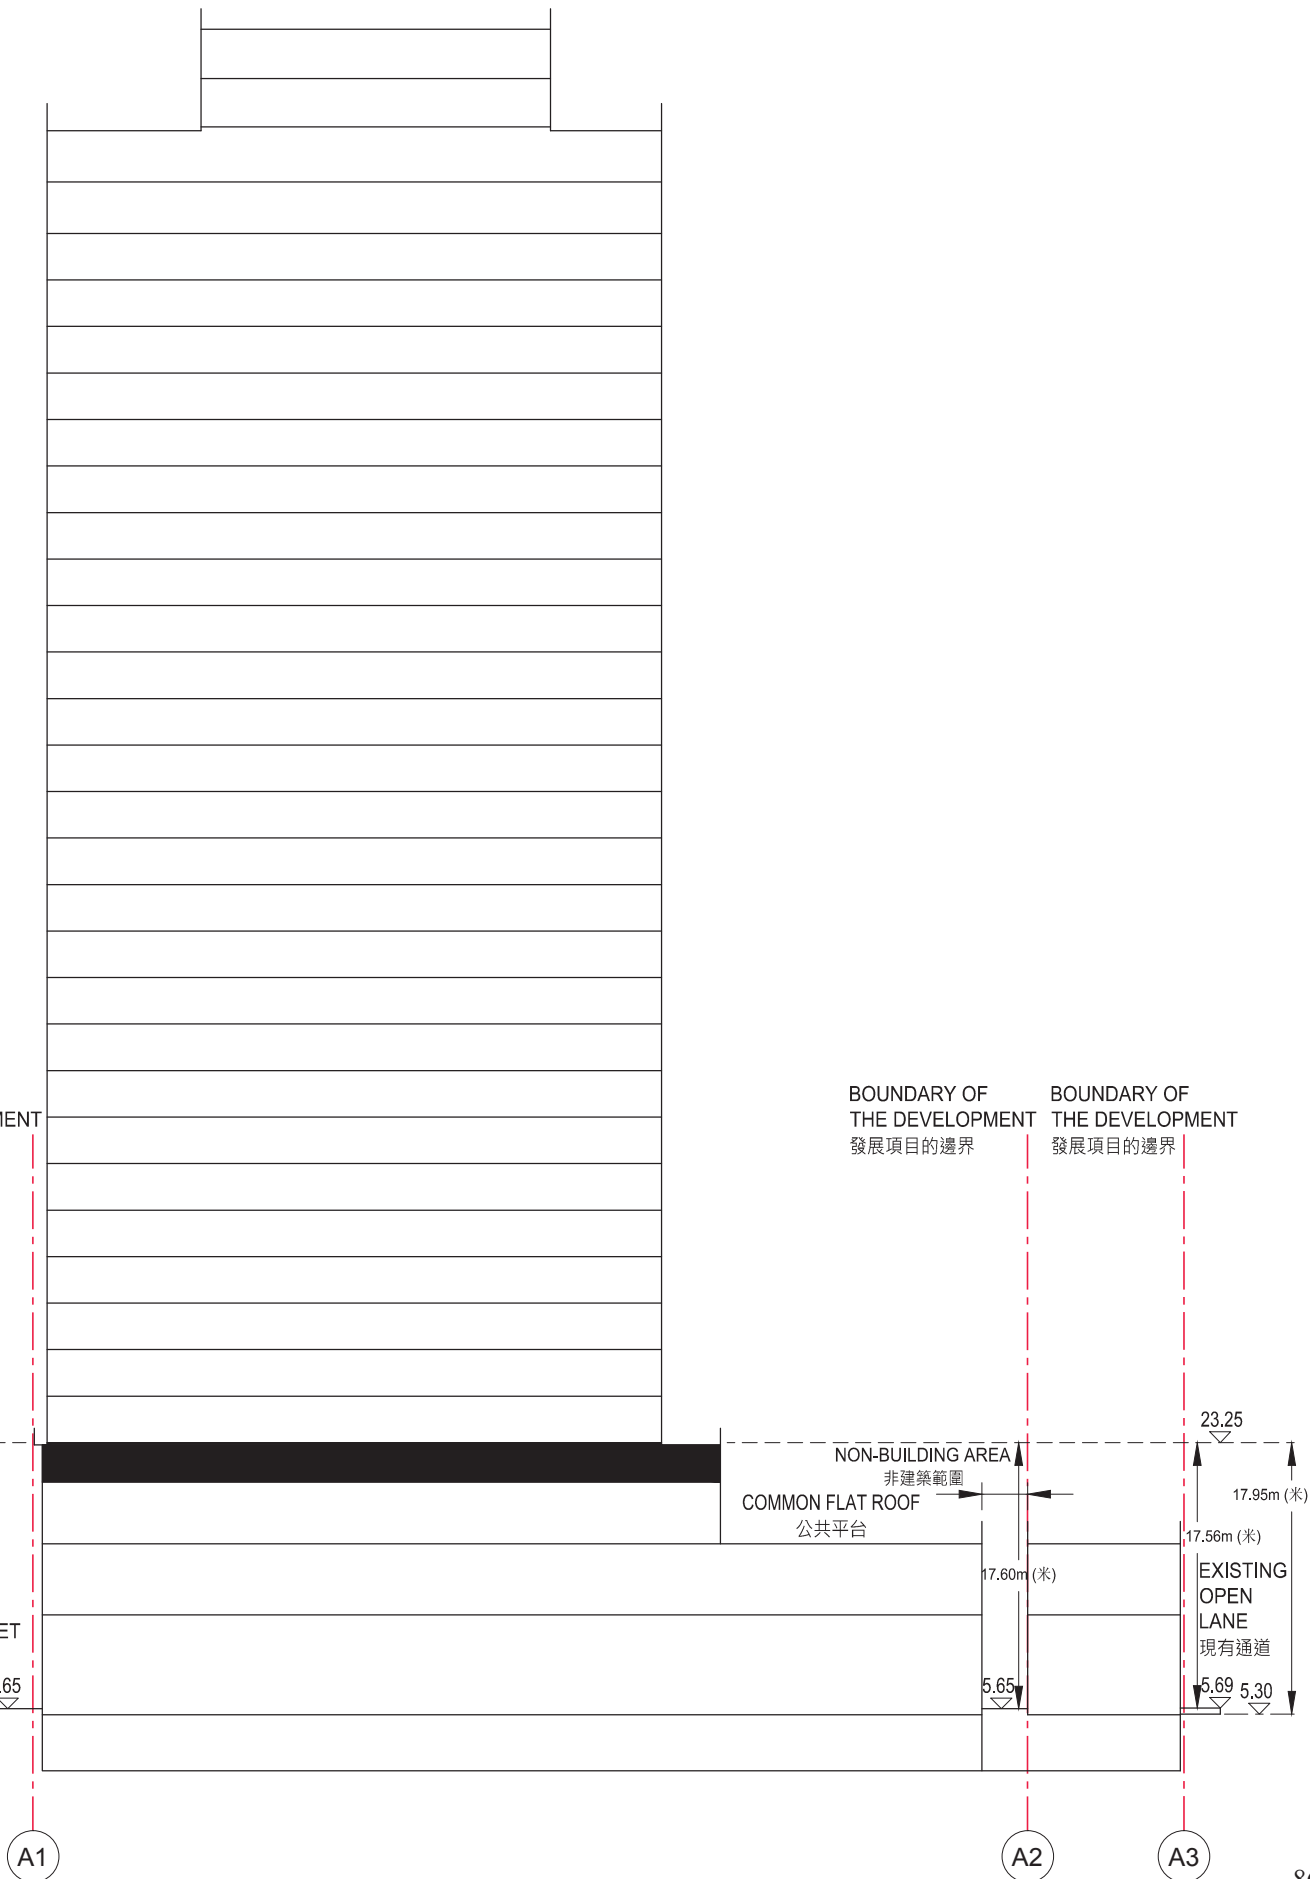 BOUNDARY OF
THE DEVELOPMENT
發展項目的邊界
BOUNDARY OF
THE DEVELOPMENT
發展項目的邊界
23.25
NON-BUILDING AREA
非建築範圍
COMMON FLAT ROOF
公共平台
17.95m (米)
17.56m (米)
17.60m (米)
EXISTING
OPEN
LANE
現有通道
.65
5.65
5.69
5.30
A1
A2
A3